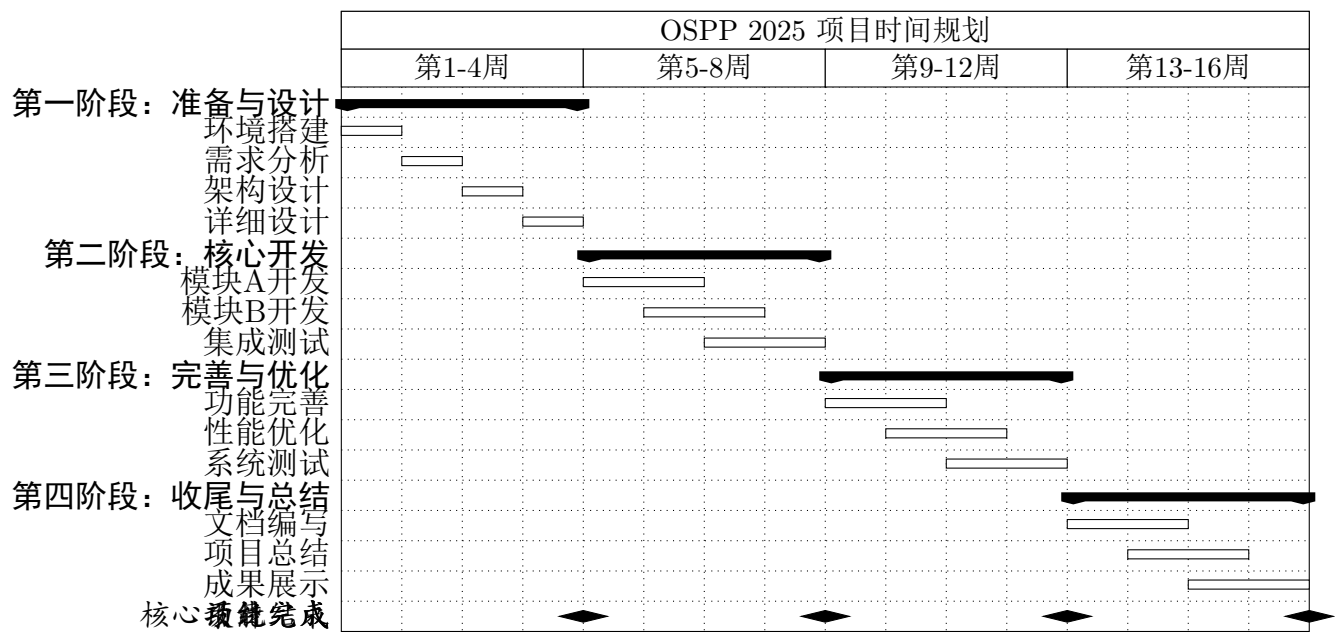 OSPP 2025 项目时间规划
第1-4周 第5-8周 第9-12周 第13-16周
第一阶段：准备与设计
环境搭建
需求分析
架构设计
详细设计
第二阶段：核心开发
模块A开发
模块B开发
集成测试
第三阶段：完善与优化
功能完善
性能优化
系统测试
第四阶段：收尾与总结
文档编写
项目总结
成果展示
核心